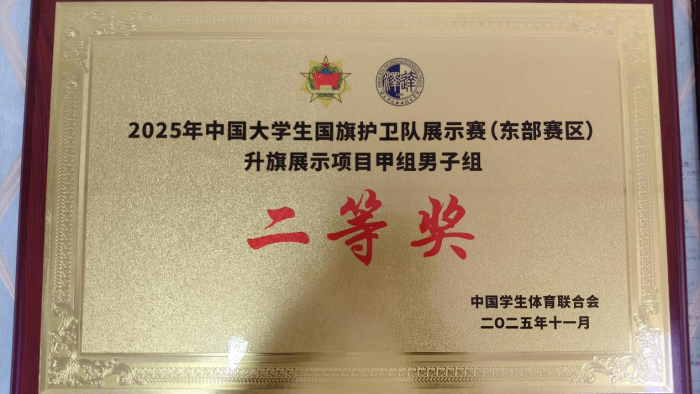 2025年中国大学生国旗护卫队展示赛（东部赛区）
升旗展示项目甲组男子组
二等奖
中国学生体育联合会
二〇二五年十一月